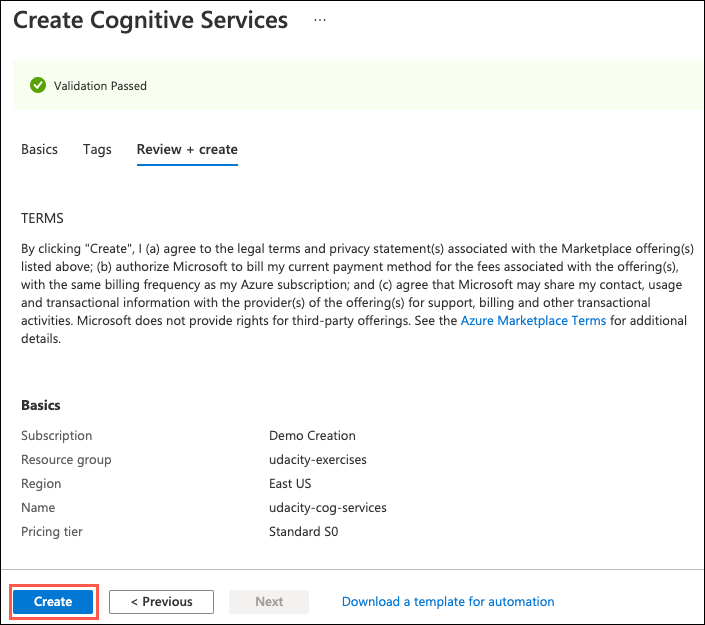 Create Cognitive Services ...
Validation Passed
Basics Tags Review + create
TERMS
By clicking "Create", I (a) agree to the legal terms and privacy statement(s) associated with the Marketplace offering(s)
listed above; (b) authorize Microsoft to bill my current payment method for the fees associated with the offering(s),
with the same billing frequency as my Azure subscription; and (c) agree that Microsoft may share my contact, usage
and transactional information with the provider(s) of the offering(s) for support, billing and other transactional
activities. Microsoft does not provide rights for third-party offerings. See the Azure Marketplace Terms for additional
details.
Basics
Subscription Demo Creation
Resource group udacity-exercises
Region East US
Name udacity-cog-services
Pricing tier Standard S0
Create < Previous Next Download a template for automation